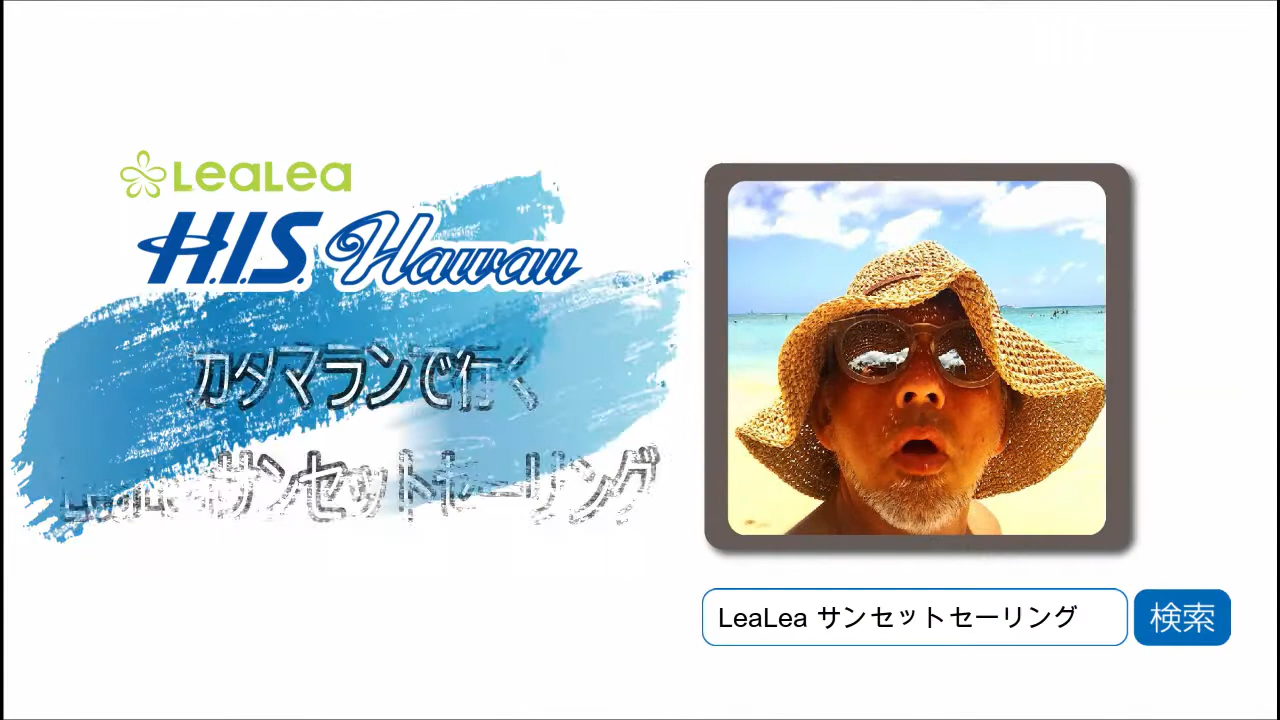 LeaLea
H.I.S. Hawaii
カタマランで行く
LeaLa サンセットセーリング
LeaLea サンセットセーリング
検索